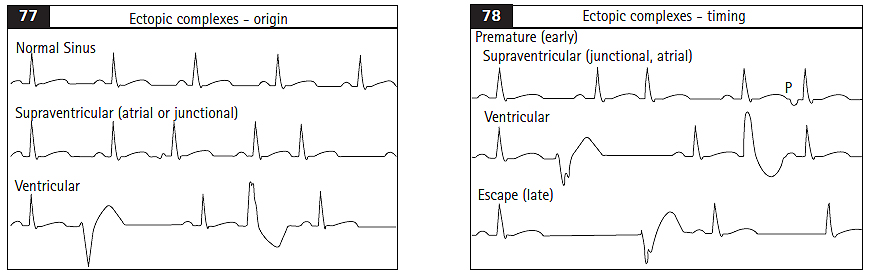 77
Ectopic complexes - origin
Normal Sinus
Supraventricular (atrial or junctional)
Ventricular
78
Ectopic complexes - timing
Premature (early)
Supraventricular (junctional, atrial)
P
Ventricular
Escape (late)